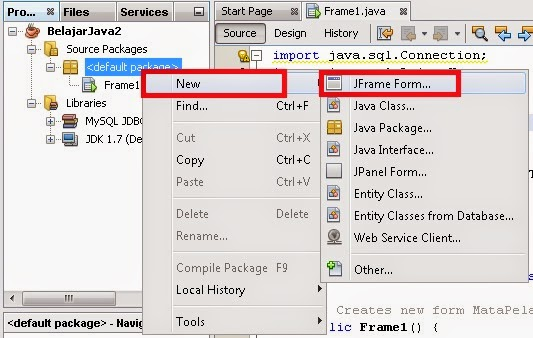 Pro...
Files
Services
Start Page
Frame1.java
Source
Design
History
BelajarJava2
Source Packages
<default package>
Frame1
Libraries
MySQL JDBC
JDK 1.7 (Defau
import java.sql.Connection;
New
Find... Ctrl+F
Cut Ctrl+X
Copy Ctrl+C
Paste Ctrl+V
Delete Delete
Rename...
Compile Package F9
Local History
Tools
JFrame Form...
Java Class...
Java Package...
Java Interface...
JPanel Form...
Entity Class...
Entity Classes from Database...
Web Service Client...
Other...
Creates new form MataPela
lic Frame1() {
<default package> - Navig